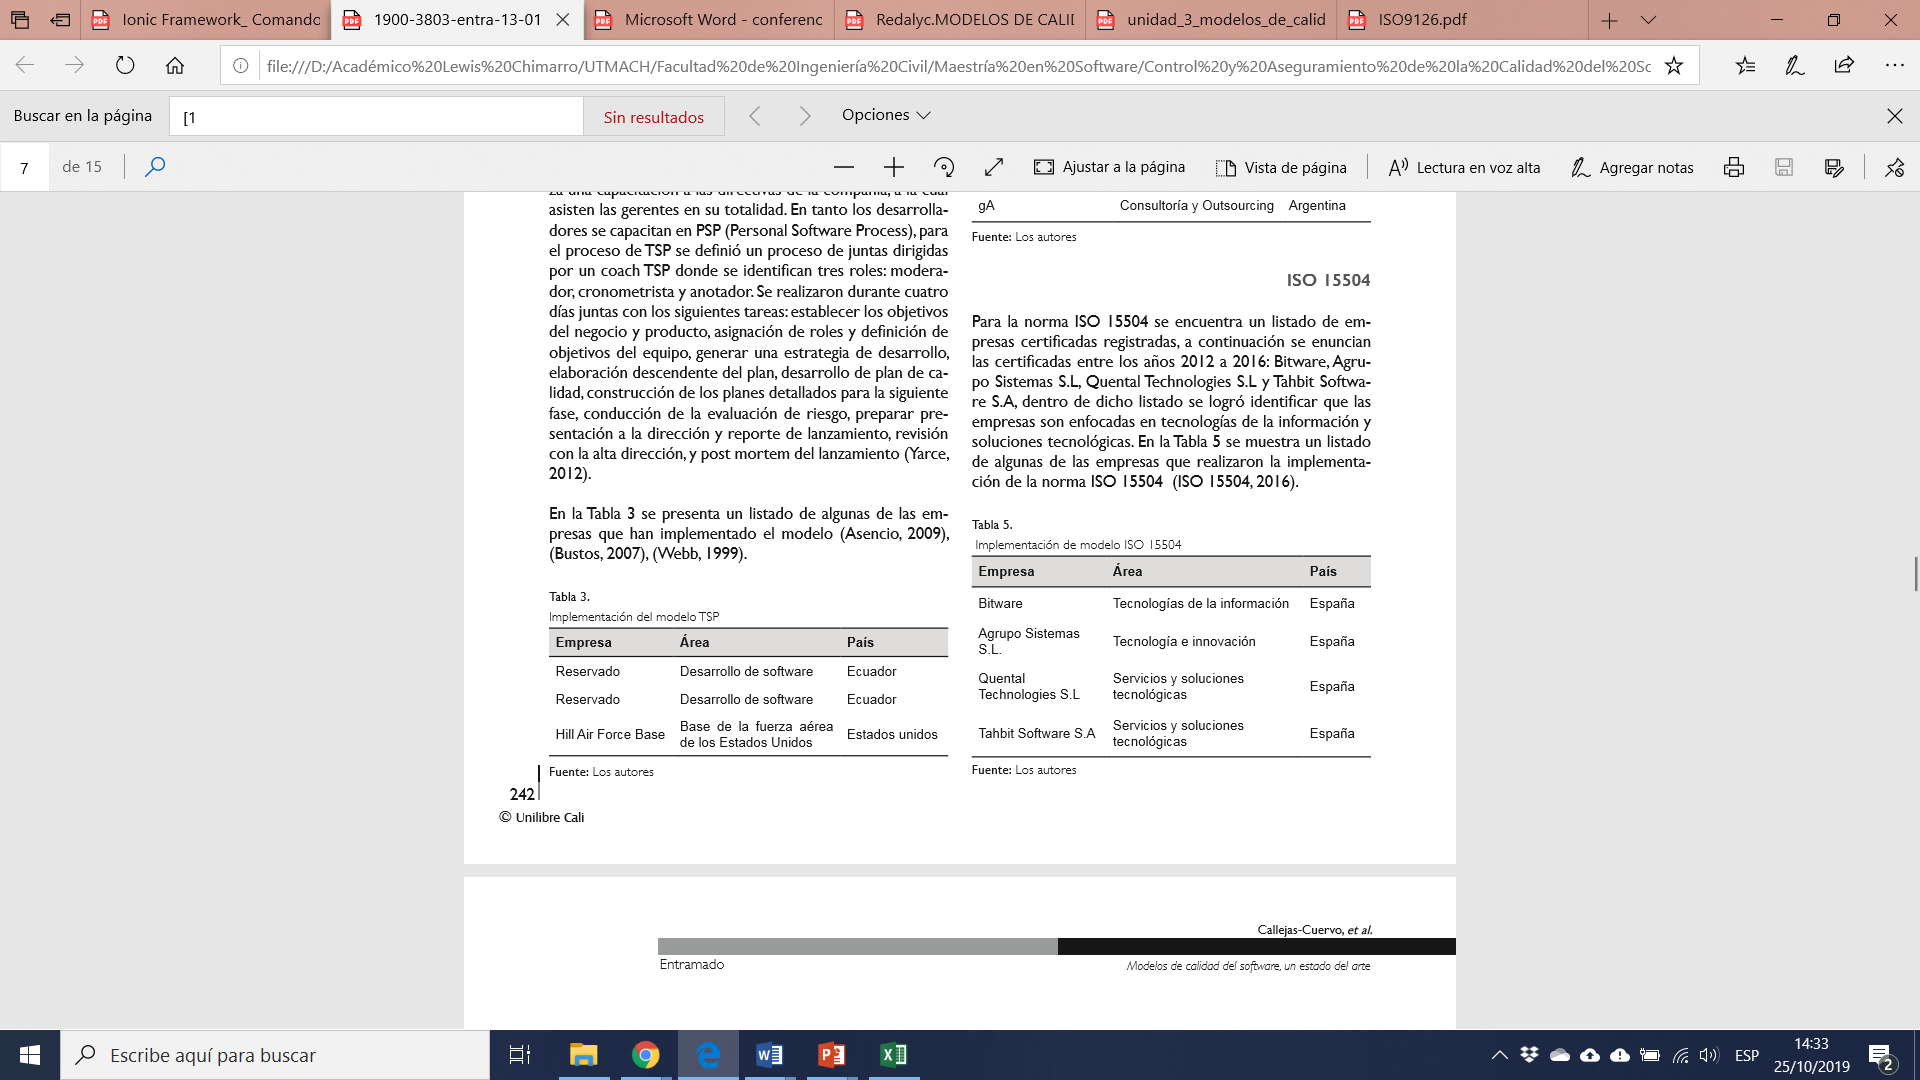 Ionic Framework_ Comando
1900-3803-entra-13-01
Microsoft Word - conferenc
Redalyc.MODELOS DE CALI
unidad_3_modelos_de_calid
ISO9126.pdf
file:///D:/Académico%20Lewis%20Chimarro/UTMACH/Facultad%20de%20Ingeniería%20Civil/Maestría%20en%20Software/Control%20y%20Aseguramiento%20de%20la%20Calidad%20del%20Sc
Buscar en la página
[1
Sin resultados
Opciones
7 de 15
Ajustar a la página
Vista de página
Lectura en voz alta
Agregar notas
za una capacitación a las directivas de la compañía, a la cual
asisten las gerentes en su totalidad. En tanto los desarrolla-
dores se capacitan en PSP (Personal Software Process), para
el proceso de TSP se definió un proceso de juntas dirigidas
por un coach TSP donde se identifican tres roles: modera-
dor, cronometrista y anotador. Se realizaron durante cuatro
días juntas con los siguientes tareas: establecer los objetivos
del negocio y producto, asignación de roles y definición de
objetivos del equipo, generar una estrategia de desarrollo,
elaboración descendente del plan, desarrollo de plan de ca-
lidad, construcción de los planes detallados para la siguiente
fase, conducción de la evaluación de riesgo, preparar pre-
sentación a la dirección y reporte de lanzamiento, revisión
con la alta dirección, y post mortem del lanzamiento (Yarce,
2012).
En la Tabla 3 se presenta un listado de algunas de las em-
presas que han implementado el modelo (Asencio, 2009),
(Bustos, 2007), (Webb, 1999).
Tabla 3.
Implementación del modelo TSP
Empresa Área País
Reservado Desarrollo de software Ecuador
Reservado Desarrollo de software Ecuador
Hill Air Force Base Base de la fuerza aérea de los Estados Unidos Estados unidos
Fuente: Los autores
242
© Unilibre Cali
gA Consultoría y Outsourcing Argentina
Fuente: Los autores
ISO 15504
Para la norma ISO 15504 se encuentra un listado de em-
presas certificadas registradas, a continuación se enuncian
las certificadas entre los años 2012 a 2016: Bitware, Agru-
po Sistemas S.L, Quental Technologies S.L y Tahbit Softwa-
re S.A, dentro de dicho listado se logró identificar que las
empresas son enfocadas en tecnologías de la información y
soluciones tecnológicas. En la Tabla 5 se muestra un listado
de algunas de las empresas que realizaron la implementa-
ción de la norma ISO 15504 (ISO 15504, 2016).
Tabla 5.
Implementación de modelo ISO 15504
Empresa Área País
Bitware Tecnologías de la información España
Agrupo Sistemas S.L. Tecnología e innovación España
Quental Technologies S.L Servicios y soluciones tecnológicas España
Tahbit Software S.A Servicios y soluciones tecnológicas España
Fuente: Los autores
Callejas-Cuervo, et al.
Entramado
Modelos de calidad del software, un estado del arte
Escribe aquí para buscar
ESP
14:33
25/10/2019
2